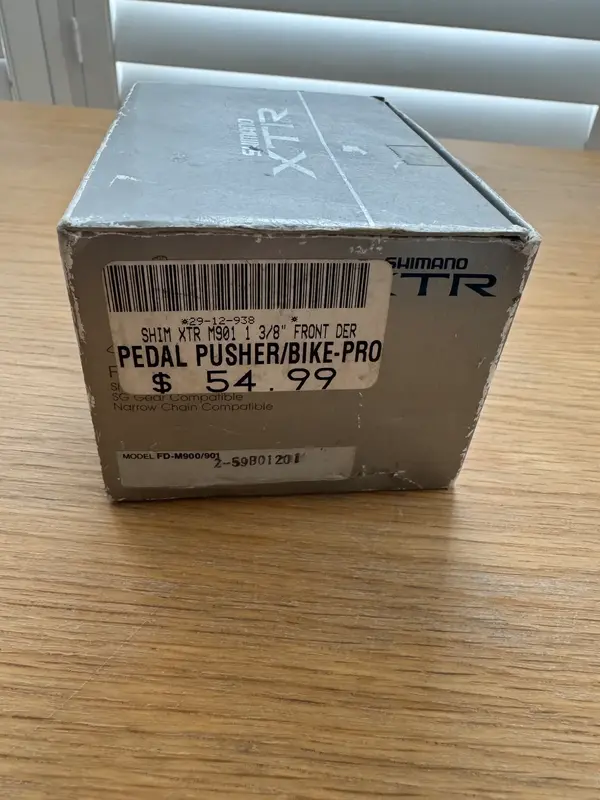 SHIMANO
XTR
SHIMANO
XTR
*29-12-938 *
SHIM XTR M901 1 3/8" FRONT DER
PEDAL PUSHER/BIKE-PRO
$ 54.99
SG Gear Compatible
Narrow Chain Compatible
MODEL FD-M900/901